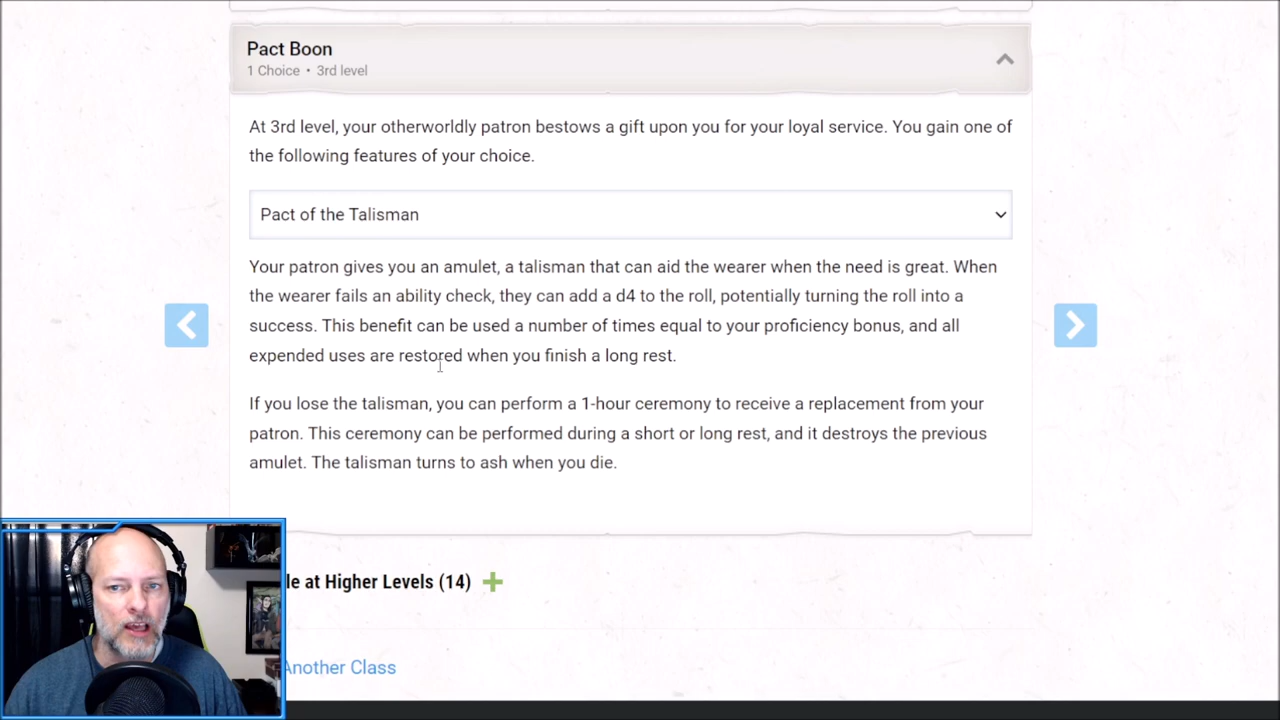 Pact Boon
1 Choice • 3rd level
At 3rd level, your otherworldly patron bestows a gift upon you for your loyal service. You gain one of
the following features of your choice.
Pact of the Talisman
Your patron gives you an amulet, a talisman that can aid the wearer when the need is great. When
the wearer fails an ability check, they can add a d4 to the roll, potentially turning the roll into a
success. This benefit can be used a number of times equal to your proficiency bonus, and all
expended uses are restored when you finish a long rest.
If you lose the talisman, you can perform a 1-hour ceremony to receive a replacement from your
patron. This ceremony can be performed during a short or long rest, and it destroys the previous
amulet. The talisman turns to ash when you die.
le at Higher Levels (14)
Another Class